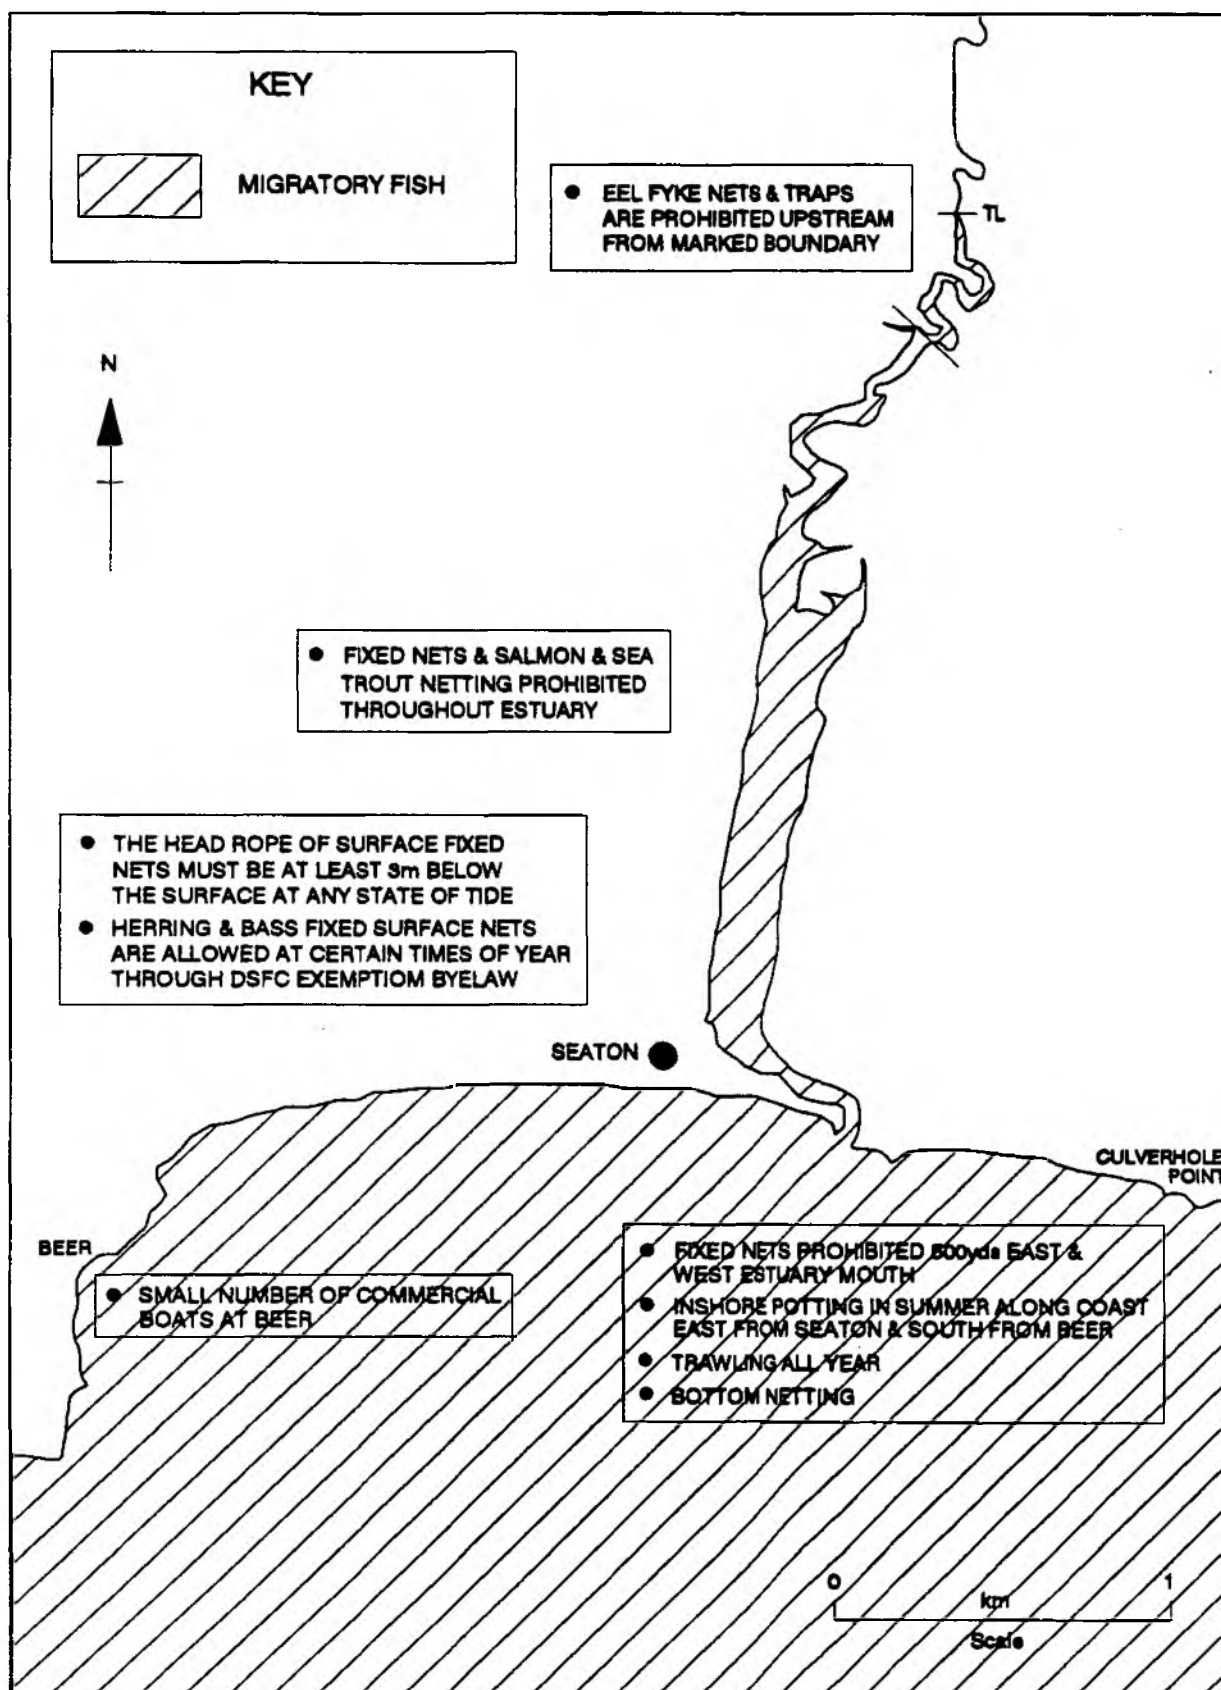 KEY
MIGRATORY FISH
● EEL FYKE NETS & TRAPS
ARE PROHIBITED UPSTREAM
FROM MARKED BOUNDARY
TL
N
● FIXED NETS & SALMON & SEA
TROUT NETTING PROHIBITED
THROUGHOUT ESTUARY
● THE HEAD ROPE OF SURFACE FIXED
NETS MUST BE AT LEAST 3m BELOW
THE SURFACE AT ANY STATE OF TIDE
● HERRING & BASS FIXED SURFACE NETS
ARE ALLOWED AT CERTAIN TIMES OF YEAR
THROUGH DSFC EXEMPTIOM BYELAW
SEATON
CULVERHOLE
POINT
BEER
● SMALL NUMBER OF COMMERCIAL
BOATS AT BEER
● FIXED NETS PROHIBITED 500yds EAST &
WEST ESTUARY MOUTH
● INSHORE POTTING IN SUMMER ALONG COAST
EAST FROM SEATON & SOUTH FROM BEER
● TRAWLING ALL YEAR
● BOTTOM NETTING
0 1
km
Scale